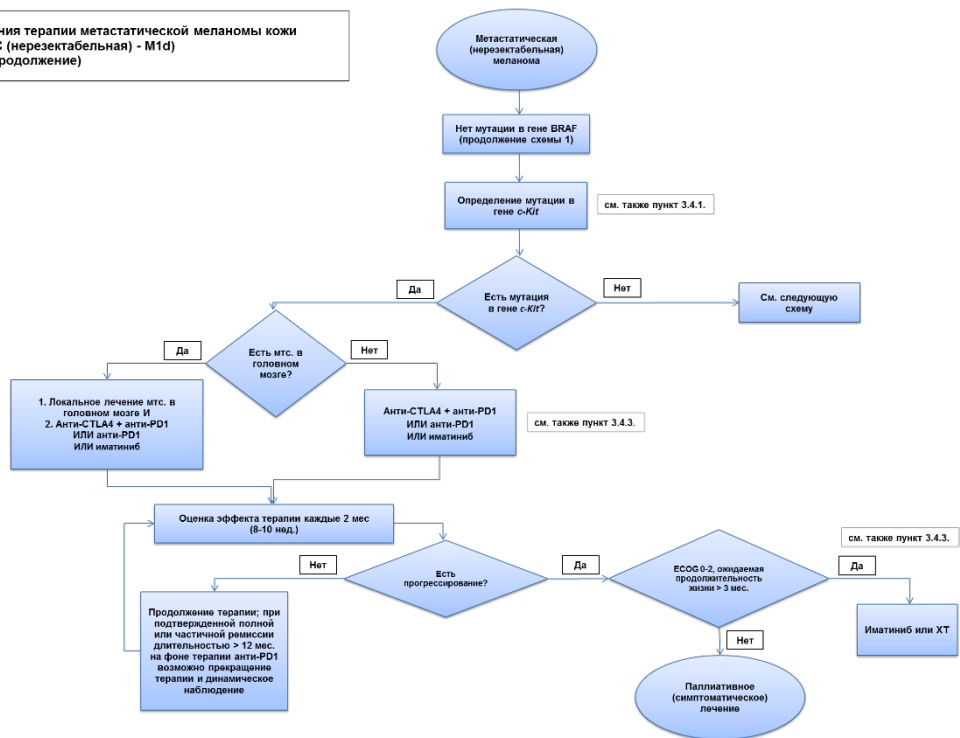 ния терапии метастатической меланомы кожи
С (нерезектабельная) - M1d)
родолжение)
Метастатическая
(нерезектабельная)
меланома
Нет мутации в гене BRAF
(продолжение схемы 1)
Определение мутации в
гене c-Kit
см. также пункт 3.4.1.
Есть мутация
в гене c-Kit?
Да
Нет
См. следующую
схему
Есть мтс. в
головном
мозге?
Да
Нет
1. Локальное лечение мтс. в
головном мозге И
2. Анти-CTLA4 + анти-PD1
ИЛИ анти-PD1
ИЛИ иматиниб
Анти-CTLA4 + анти-PD1
ИЛИ анти-PD1
ИЛИ иматиниб
см. также пункт 3.4.3.
Оценка эффекта терапии каждые 2 мес
(8-10 нед.)
Есть
прогрессирование?
Нет
Да
ECOG 0-2, ожидаемая
продолжительность
жизни > 3 мес.
см. также пункт 3.4.3.
Да
Нет
Продолжение терапии; при
подтвержденной полной
или частичной ремиссии
длительностью > 12 мес.
на фоне терапии анти-PD1
возможно прекращение
терапии и динамическое
наблюдение
Иматиниб или ХТ
Паллиативное
(симптоматическое)
лечение